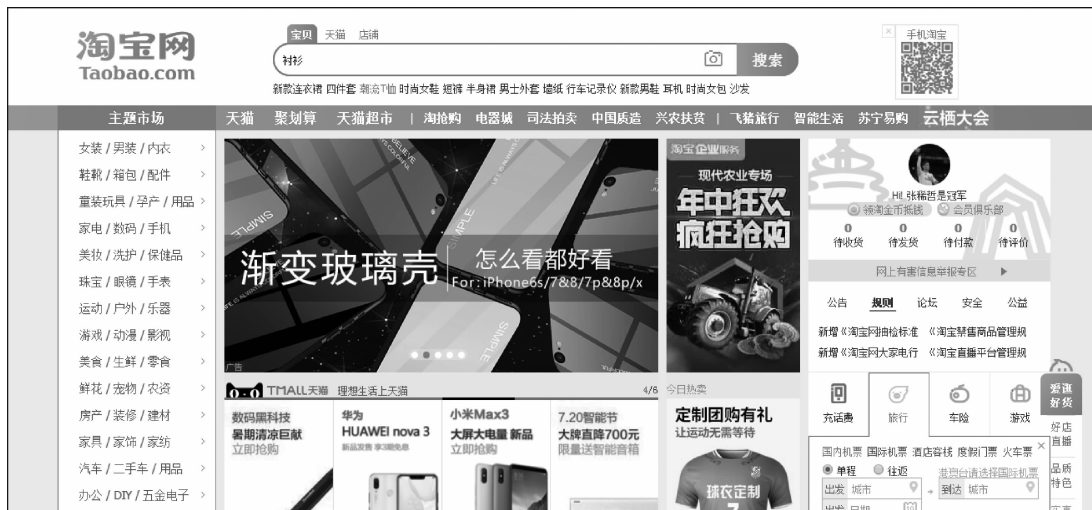 淘宝网
Taobao.com
宝贝 天猫 店铺
衬衫
搜索
新款连衣裙 四件套 潮流T恤 时尚女鞋 短裤 半身裙 男士外套 墙纸 行车记录仪 新款男鞋 耳机 时尚女包 沙发
手机淘宝
主题市场
天猫 聚划算 天猫超市 | 淘抢购 电器城 司法拍卖 中国质造 兴农扶贫 | 飞猪旅行 智能生活 苏宁易购 云栖大会
女装 / 男装 / 内衣
鞋靴 / 箱包 / 配件
童装玩具 / 孕产 / 用品
家电 / 数码 / 手机
美妆 / 洗护 / 保健品
珠宝 / 眼镜 / 手表
运动 / 户外 / 乐器
游戏 / 动漫 / 影视
美食 / 生鲜 / 零食
鲜花 / 宠物 / 农资
房产 / 装修 / 建材
家具 / 家饰 / 家纺
汽车 / 二手车 / 用品
办公 / DIY / 五金电子
SIMPLE
SIMPLE
SIMPLE
渐变玻璃壳
怎么看都好看
For: iPhone6s/7&8/7p&8p/x
广告
TMALL天猫 理想生活上天猫
4/6
数码黑科技
暑期清凉巨献
立即抢购
华为
HUAWEI nova 3
新品发售 享3期免息
小米Max3
大屏大电量 新品
立即抢购
7.20智能节
大牌直降700元
限量送智能音箱
淘宝企业服务
现代农业专场
年中狂欢
疯狂抢购
今日热卖
定制团购有礼
让运动无需等待
球衣定制
7
Hi! 张稀哲是冠军
领淘金币抵钱 会员俱乐部
0 0 0 0
待收货 待发货 待付款 待评价
网上有害信息举报专区
公告 规则 论坛 安全 公益
新增《淘宝网抽检标准 《淘宝禁售商品管理规
新增《淘宝网大家电行 《淘宝直播平台管理规
充话费 旅行 车险 游戏
国内机票 国际机票 酒店客栈 度假门票 火车票
单程 往返 港澳台请选择国际机票
出发 城市 到达 城市
出发 日期
爱逛
好货
好店
直播
品质
特色